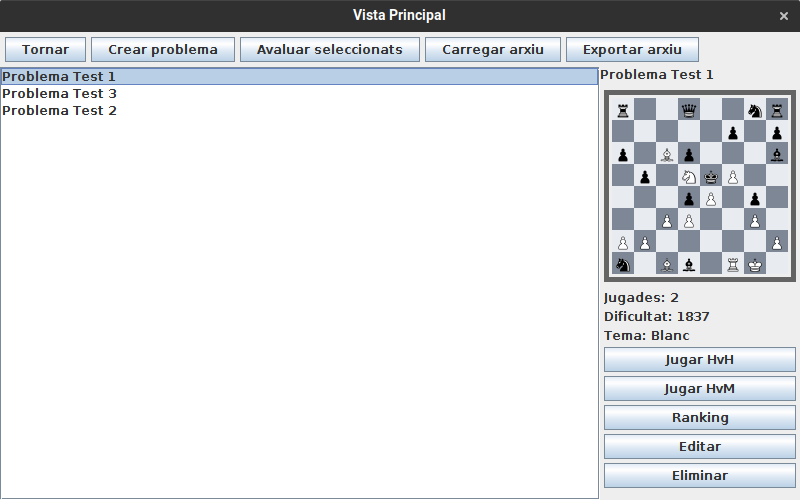 Vista Principal ×
Tornar Crear problema Avaluar seleccionats Carregar arxiu Exportar arxiu
Problema Test 1
Problema Test 3
Problema Test 2
Problema Test 1
Jugades: 2
Dificultat: 1837
Tema: Blanc
Jugar HvH
Jugar HvM
Ranking
Editar
Eliminar